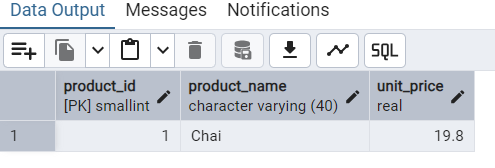 Data Output Messages Notifications
SQL
product_id product_name unit_price
[PK] smallint character varying (40) real
1 1 Chai 19.8